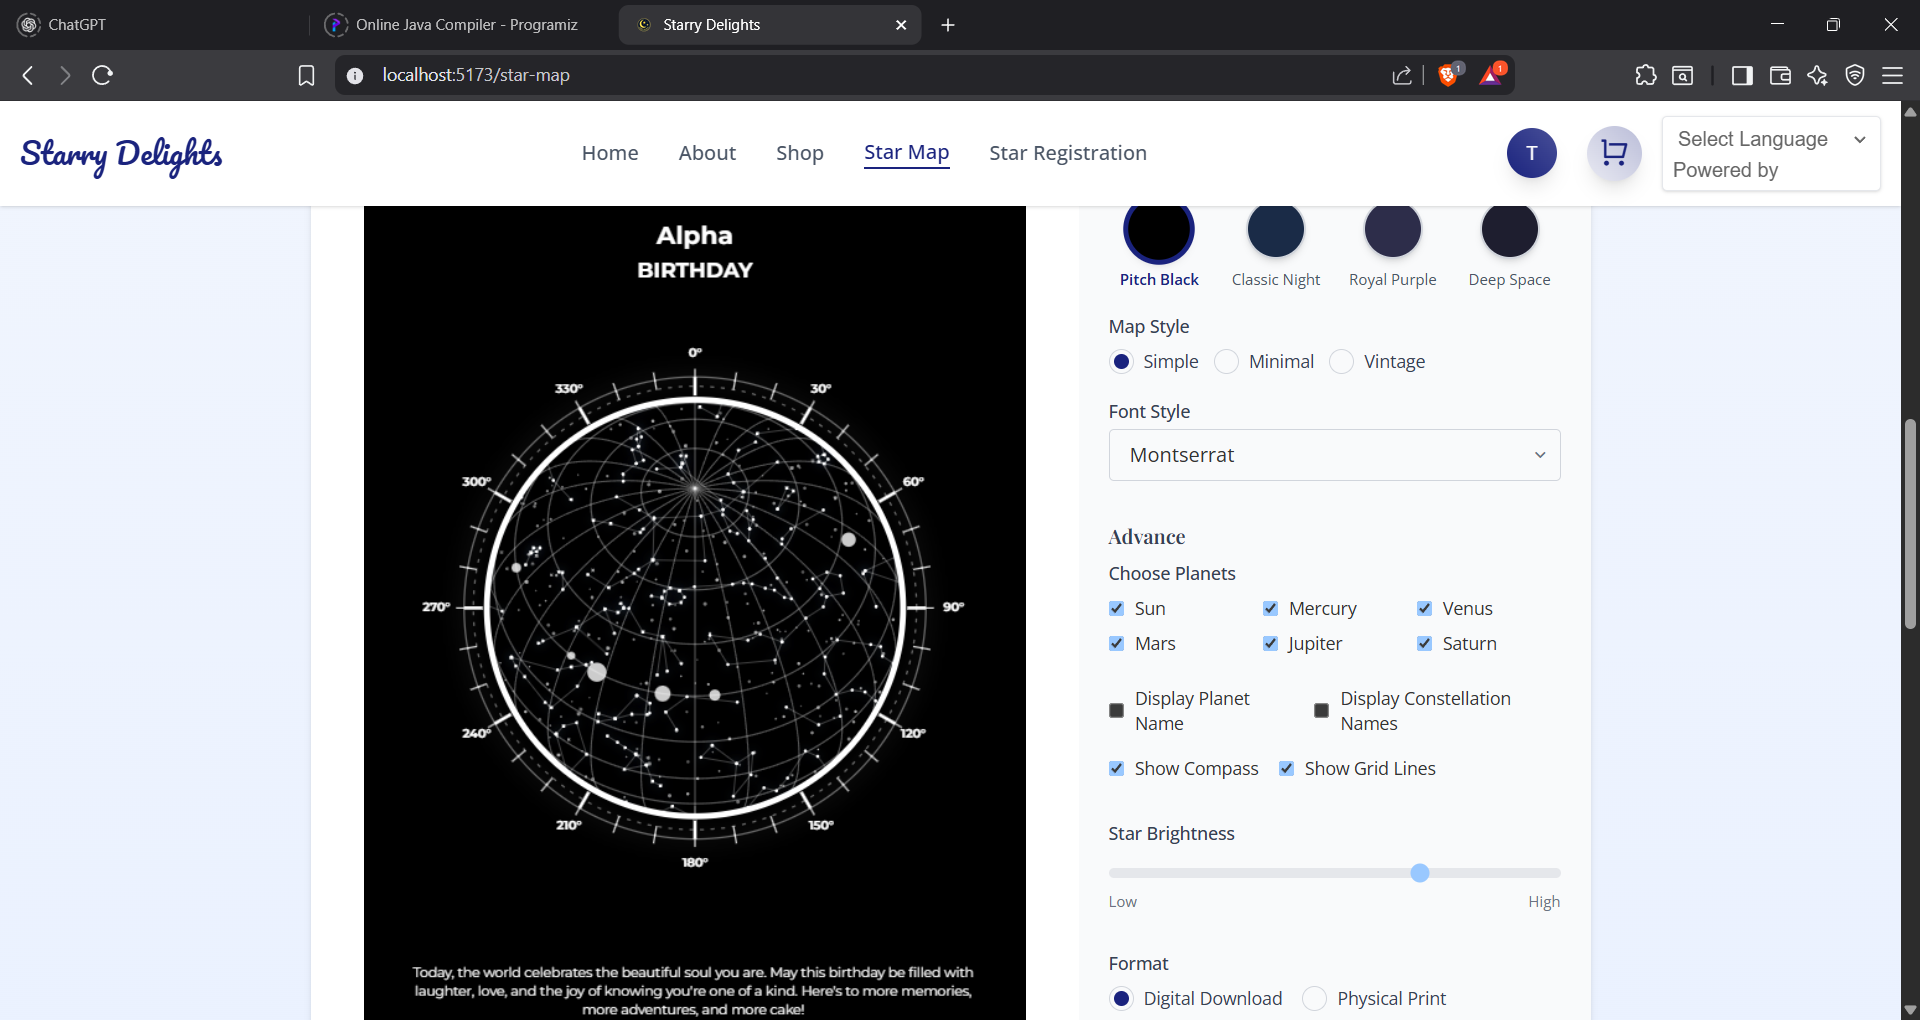 ChatGPT
Online Java Compiler - Programiz
Starry Delights
localhost:5173/star-map
1
1
Starry Delights
Home
About
Shop
Star Map
Star Registration
T
Select Language
Powered by
Alpha
BIRTHDAY
0°
30°
60°
90°
120°
150°
180°
210°
240°
270°
300°
330°
Today, the world celebrates the beautiful soul you are. May this birthday be filled with
laughter, love, and the joy of knowing you're one of a kind. Here's to more memories,
more adventures, and more cake!
Pitch Black
Classic Night
Royal Purple
Deep Space
Map Style
Simple
Minimal
Vintage
Font Style
Montserrat
Advance
Choose Planets
Sun
Mercury
Venus
Mars
Jupiter
Saturn
Display Planet
Name
Display Constellation
Names
Show Compass
Show Grid Lines
Star Brightness
Low
High
Format
Digital Download
Physical Print